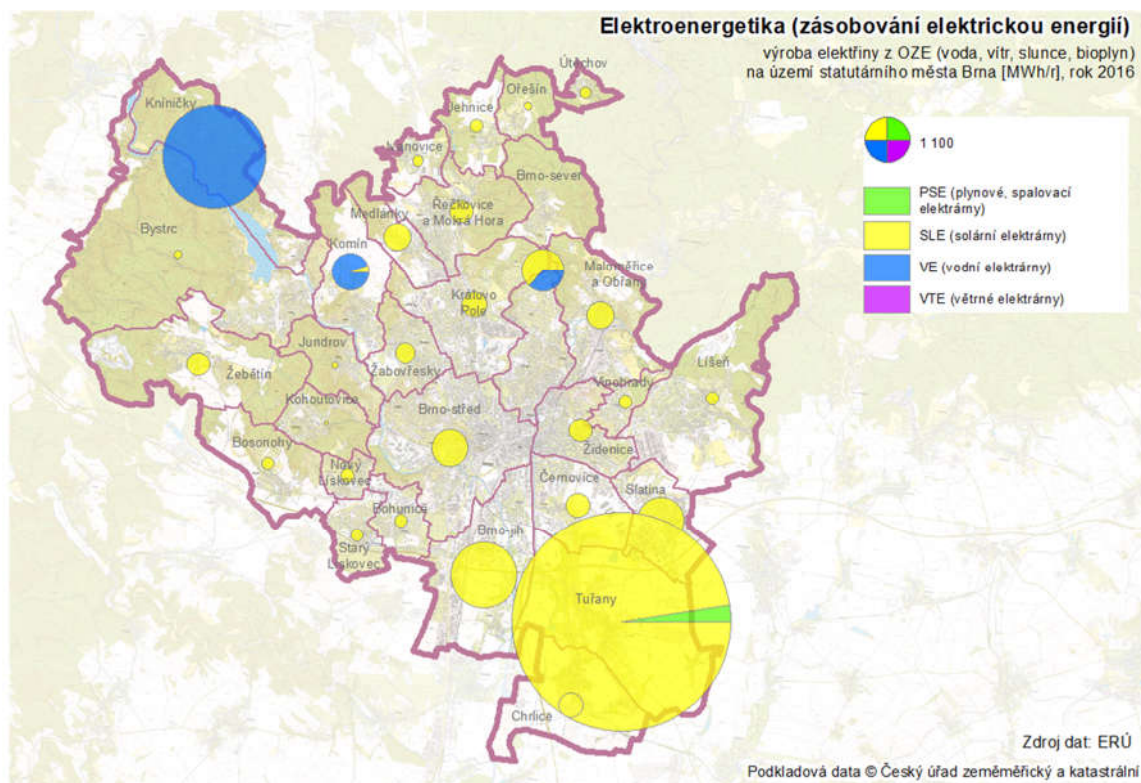 Elektroenergetika (zásobování elektrickou energií)
výroba elektřiny z OZE (voda, vítr, slunce, bioplyn)
na území statutárního města Brna [MWh/r], rok 2016
Útěchov
Ořešín
Kníničky
Jehnice
1 100
Ivanovice
Brno-sever
PSE (plynové, spalovací
elektrárny)
Řečkovice
a Mokrá Hora
Medlánky
SLE (solární elektrárny)
Bystrc
Komín
VE (vodní elektrárny)
Maloměřice
a Obřany
VTE (větrné elektrárny)
Královo
Pole
Jundrov
Líšeň
Žebětín
Žabovřesky
Vinohrady
Kohoutovice
Brno-střed
Bosonohy
Židenice
Nový
Lískovec
Černovice
Slatina
Bohunice
Brno-jih
Starý
Lískovec
Tuřany
Chrlice
Zdroj dat: ERÚ
Podkladová data © Český úřad zeměměřický a katastrální